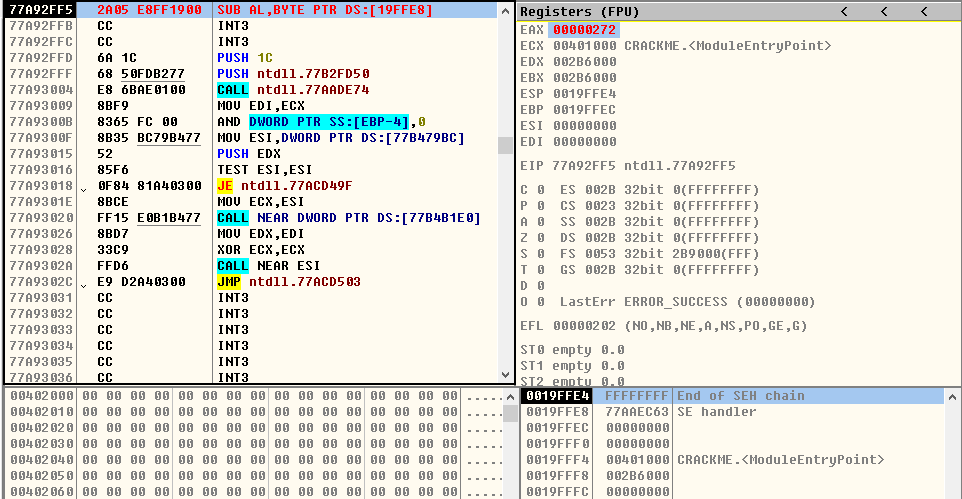 77A92FF5 2A05 E8FF1900 SUB AL,BYTE PTR DS:[19FFE8]
77A92FFB CC INT3
77A92FFC CC INT3
77A92FFD 6A 1C PUSH 1C
77A92FFF 68 50FDB277 PUSH ntdll.77B2FD50
77A93004 E8 6BAE0100 CALL ntdll.77AADE74
77A93009 8BF9 MOV EDI,ECX
77A9300B 8365 FC 00 AND DWORD PTR SS:[EBP-4],0
77A9300F 8B35 BC79B477 MOV ESI,DWORD PTR DS:[77B479BC]
77A93015 52 PUSH EDX
77A93016 85F6 TEST ESI,ESI
77A93018 0F84 81A40300 JE ntdll.77ACD49F
77A9301E 8BCE MOV ECX,ESI
77A93020 FF15 E0B1B477 CALL NEAR DWORD PTR DS:[77B4B1E0]
77A93026 8BD7 MOV EDX,EDI
77A93028 33C9 XOR ECX,ECX
77A9302A FFD6 CALL NEAR ESI
77A9302C E9 D2A40300 JMP ntdll.77ACD503
77A93031 CC INT3
77A93032 CC INT3
77A93033 CC INT3
77A93034 CC INT3
77A93035 CC INT3
77A93036 CC INT3
Registers (FPU) < < <
EAX 00000272
ECX 00401000 CRACKME.<ModuleEntryPoint>
EDX 002B6000
EBX 002B6000
ESP 0019FFE4
EBP 0019FFEC
ESI 00000000
EDI 00000000
EIP 77A92FF5 ntdll.77A92FF5
C 0 ES 002B 32bit 0(FFFFFFFF)
P 0 CS 0023 32bit 0(FFFFFFFF)
A 0 SS 002B 32bit 0(FFFFFFFF)
Z 0 DS 002B 32bit 0(FFFFFFFF)
S 0 FS 0053 32bit 2B9000(FFF)
T 0 GS 002B 32bit 0(FFFFFFFF)
D 0
O 0 LastErr ERROR_SUCCESS (00000000)
EFL 00000202 (NO,NB,NE,A,NS,PO,GE,G)
ST0 empty 0.0
ST1 empty 0.0
ST2 empty 0.0
00402000 00 00 00 00 00 00 00 00 00 00 00 00 00 00 00 00 .....
00402010 00 00 00 00 00 00 00 00 00 00 00 00 00 00 00 00 .....
00402020 00 00 00 00 00 00 00 00 00 00 00 00 00 00 00 00 .....
00402030 00 00 00 00 00 00 00 00 00 00 00 00 00 00 00 00 .....
00402040 00 00 00 00 00 00 00 00 00 00 00 00 00 00 00 00 .....
00402050 00 00 00 00 00 00 00 00 00 00 00 00 00 00 00 00 .....
00402060 00 00 00 00 00 00 00 00 00 00 00 00 00 00 00 00 .....
0019FFE4 FFFFFFFF End of SEH chain
0019FFE8 77AAEC63 SE handler
0019FFEC 00000000
0019FFF0 00000000
0019FFF4 00401000 CRACKME.<ModuleEntryPoint>
0019FFF8 002B6000
0019FFFC 00000000